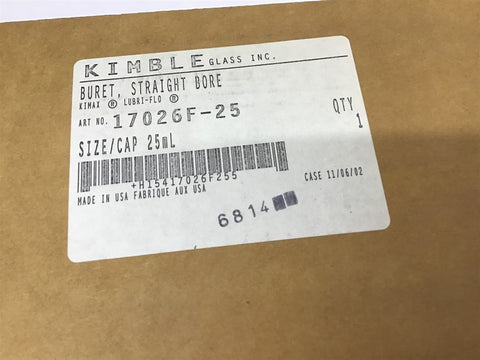 KIMBLE GLASS INC.
BURET, STRAIGHT BORE
KIMAX ® LUBRI-FLO ®
ART NO. 17026F-25 QTY
1
SIZE/CAP 25mL
+H15417026F255
MADE IN USA FABRIQUE AUX USA CASE 11/06/02
6814